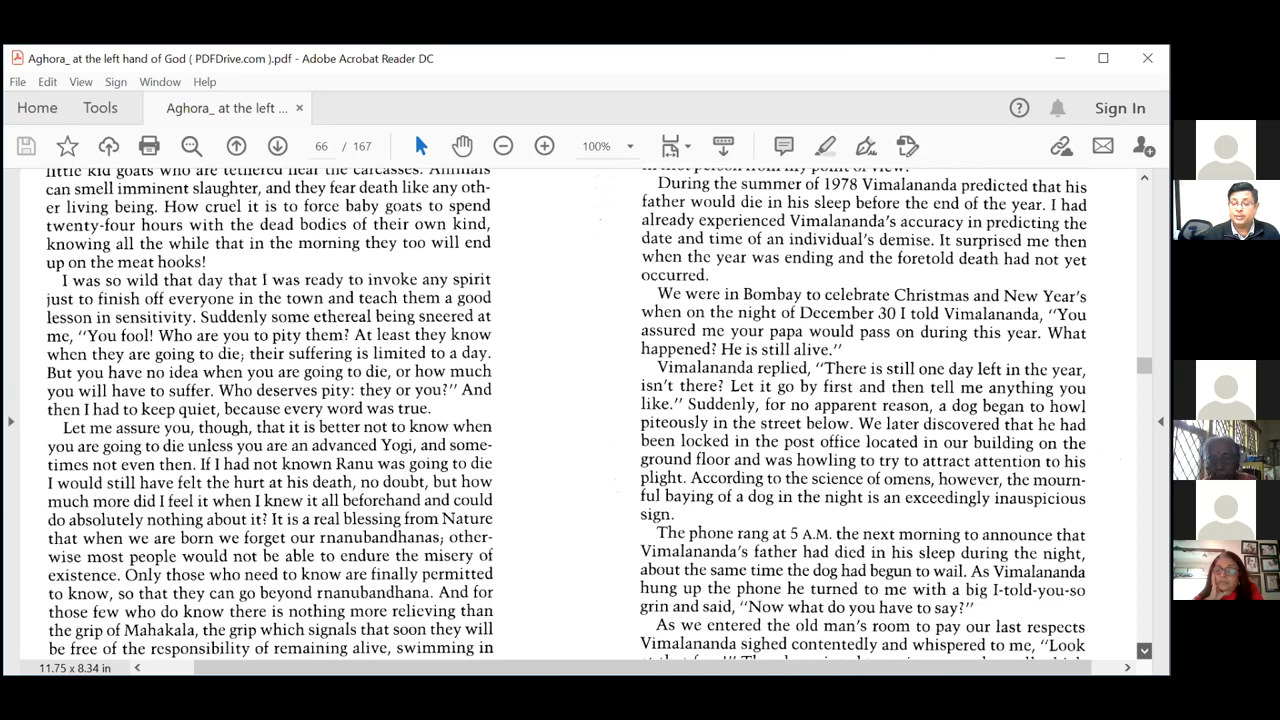 Aghora_ at the left hand of God ( PDFDrive.com ).pdf - Adobe Acrobat Reader DC
File Edit View Sign Window Help
Home Tools Aghora_ at the left ... × Sign In
66 / 167 100%
little kid goats who are tethered near the carcasses. Animals
can smell imminent slaughter, and they fear death like any oth-
er living being. How cruel it is to force baby goats to spend
twenty-four hours with the dead bodies of their own kind,
knowing all the while that in the morning they too will end
up on the meat hooks!
I was so wild that day that I was ready to invoke any spirit
just to finish off everyone in the town and teach them a good
lesson in sensitivity. Suddenly some ethereal being sneered at
me, "You fool! Who are you to pity them? At least they know
when they are going to die; their suffering is limited to a day.
But you have no idea when you are going to die, or how much
you will have to suffer. Who deserves pity: they or you?" And
then I had to keep quiet, because every word was true.
Let me assure you, though, that it is better not to know when
you are going to die unless you are an advanced Yogi, and some-
times not even then. If I had not known Ranu was going to die
I would still have felt the hurt at his death, no doubt, but how
much more did I feel it when I knew it all beforehand and could
do absolutely nothing about it? It is a real blessing from Nature
that when we are born we forget our rnanubandhanas; other-
wise most people would not be able to endure the misery of
existence. Only those who need to know are finally permitted
to know, so that they can go beyond rnanubandhana. And for
those few who do know there is nothing more relieving than
the grip of Mahakala, the grip which signals that soon they will
be free of the responsibility of remaining alive, swimming in
in first person from my point of view.
During the summer of 1978 Vimalananda predicted that his
father would die in his sleep before the end of the year. I had
already experienced Vimalananda's accuracy in predicting the
date and time of an individual's demise. It surprised me then
when the year was ending and the foretold death had not yet
occurred.
We were in Bombay to celebrate Christmas and New Year's
when on the night of December 30 I told Vimalananda, "You
assured me your papa would pass on during this year. What
happened? He is still alive."
Vimalananda replied, "There is still one day left in the year,
isn't there? Let it go by first and then tell me anything you
like." Suddenly, for no apparent reason, a dog began to howl
piteously in the street below. We later discovered that he had
been locked in the post office located in our building on the
ground floor and was howling to try to attract attention to his
plight. According to the science of omens, however, the mourn-
ful baying of a dog in the night is an exceedingly inauspicious
sign.
The phone rang at 5 A.M. the next morning to announce that
Vimalananda's father had died in his sleep during the night,
about the same time the dog had begun to wail. As Vimalananda
hung up the phone he turned to me with a big I-told-you-so
grin and said, "Now what do you have to say?"
As we entered the old man's room to pay our last respects
Vimalananda sighed contentedly and whispered to me, "Look
11.75 x 8.34 in